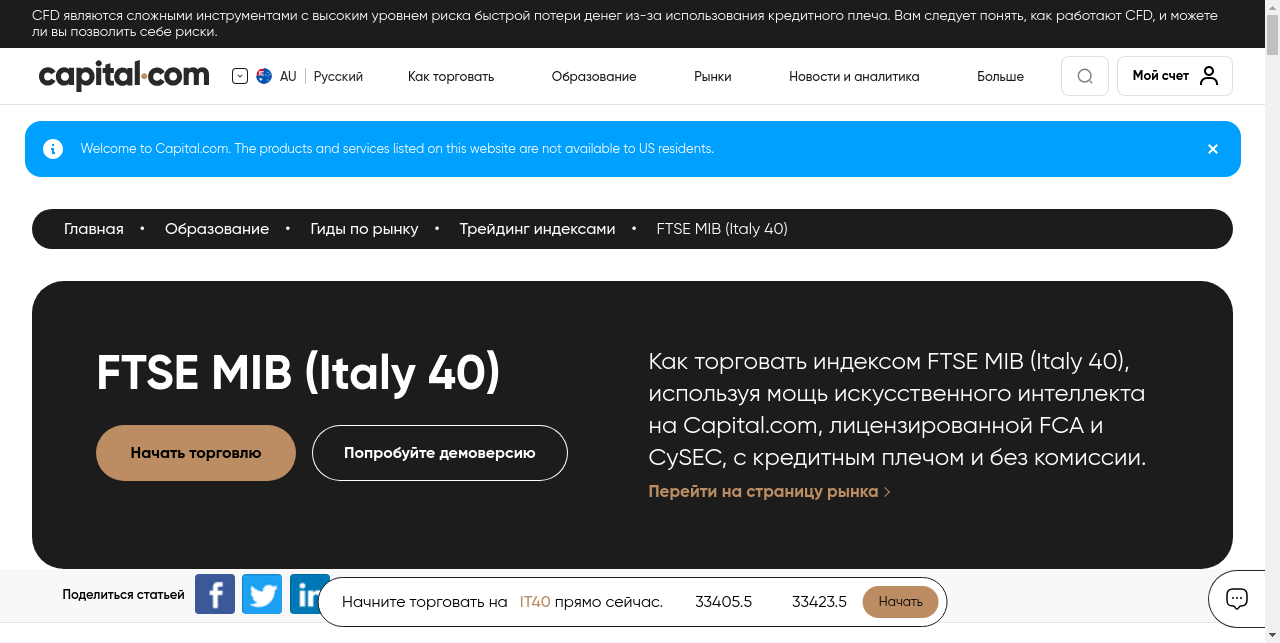 CFD являются сложными инструментами с высоким уровнем риска быстрой потери денег из-за использования кредитного плеча. Вам следует понять, как работают CFD, и можете
ли вы позволить себе риски.
capital.com
AU Русский
Как торговать
Образование
Рынки
Новости и аналитика
Больше
Мой счет
Welcome to Capital.com. The products and services listed on this website are not available to US residents.
Главная • Образование • Гиды по рынку • Трейдинг индексами • FTSE MIB (Italy 40)
FTSE MIB (Italy 40)
Начать торговлю
Попробуйте демоверсию
Как торговать индексом FTSE MIB (Italy 40),
используя мощь искусственного интеллекта
на Capital.com, лицензированной FCA и
CySEC, с кредитным плечом и без комиссии.
Перейти на страницу рынка
Поделиться статьей
Начните торговать на IT40 прямо сейчас. 33405.5 33423.5 Начать